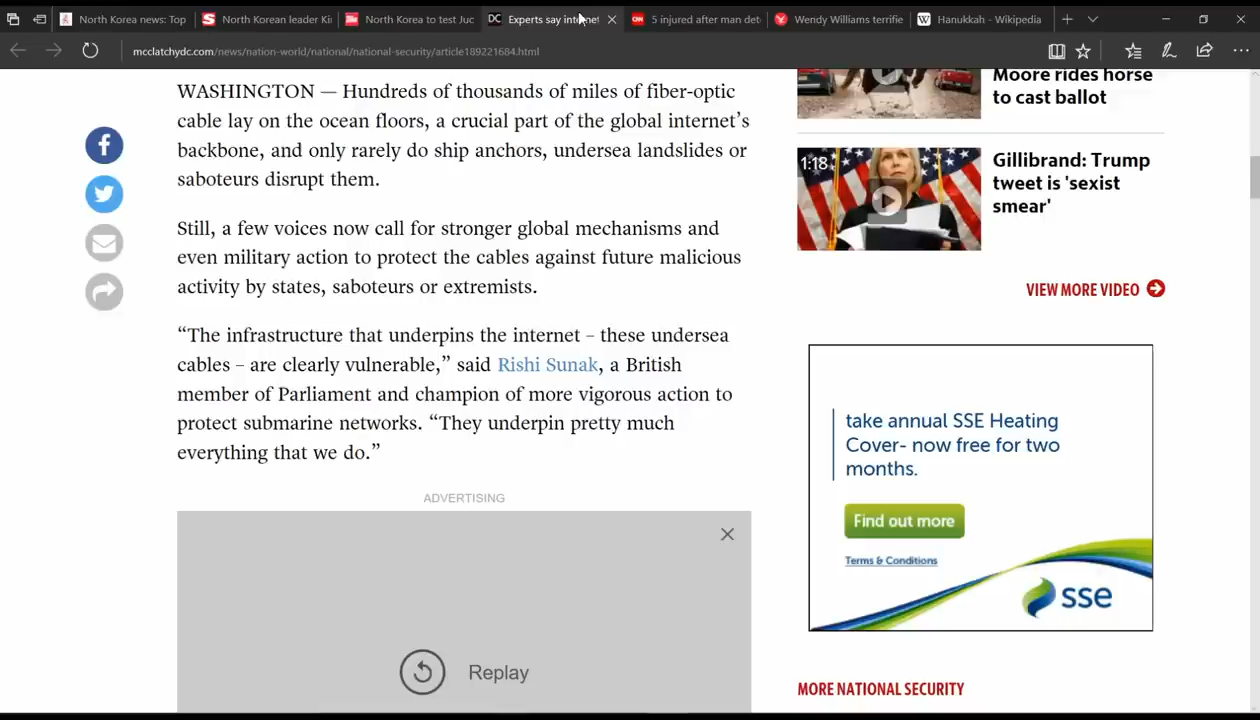 North Korea news: Top
North Korean leader Ki
North Korea to test Juc
Experts say internet
5 injured after man det
Wendy Williams terrifie
Hanukkah - Wikipedia
mcclatchydc.com/news/nation-world/national/national-security/article189221684.html
WASHINGTON — Hundreds of thousands of miles of fiber-optic
cable lay on the ocean floors, a crucial part of the global internet's
backbone, and only rarely do ship anchors, undersea landslides or
saboteurs disrupt them.
Still, a few voices now call for stronger global mechanisms and
even military action to protect the cables against future malicious
activity by states, saboteurs or extremists.
“The infrastructure that underpins the internet – these undersea
cables – are clearly vulnerable,” said Rishi Sunak, a British
member of Parliament and champion of more vigorous action to
protect submarine networks. “They underpin pretty much
everything that we do.”
ADVERTISING
Replay
Moore rides horse
to cast ballot
1:18
Gillibrand: Trump
tweet is 'sexist
smear'
VIEW MORE VIDEO
take annual SSE Heating
Cover- now free for two
months.
Find out more
Terms & Conditions
sse
MORE NATIONAL SECURITY